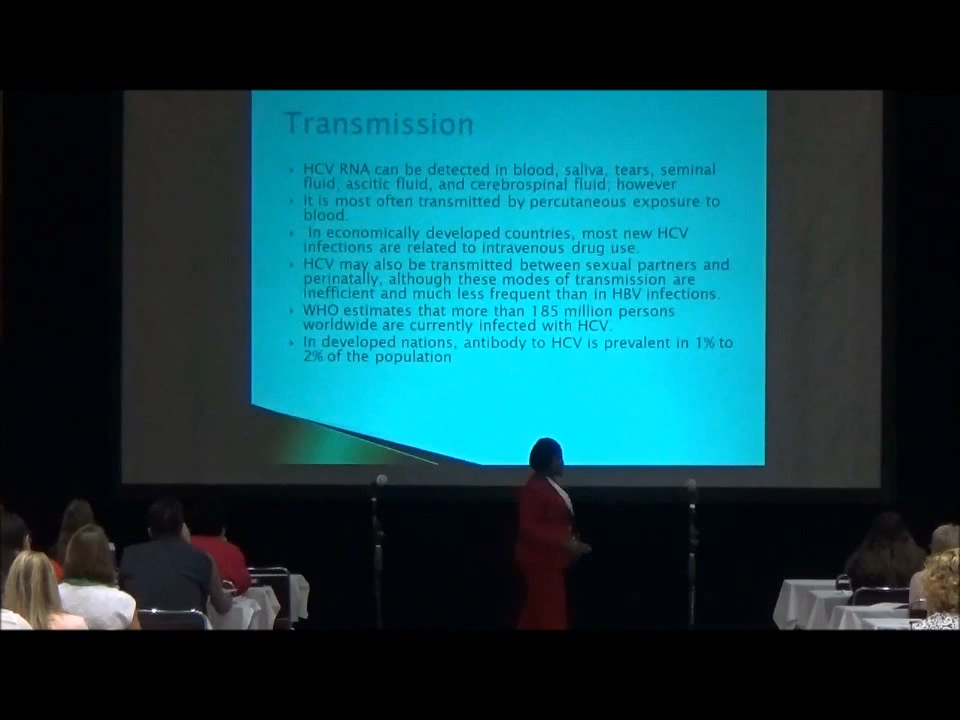 Transmission
HCV RNA can be detected in blood, saliva, tears, seminal
fluid, ascitic fluid, and cerebrospinal fluid; however
It is most often transmitted by percutaneous exposure to
blood.
In economically developed countries, most new HCV
infections are related to intravenous drug use.
HCV may also be transmitted between sexual partners and
perinatally, although these modes of transmission are
inefficient and much less frequent than in HBV infections.
WHO estimates that more than 185 million persons
worldwide are currently infected with HCV.
In developed nations, antibody to HCV is prevalent in 1% to
2% of the population